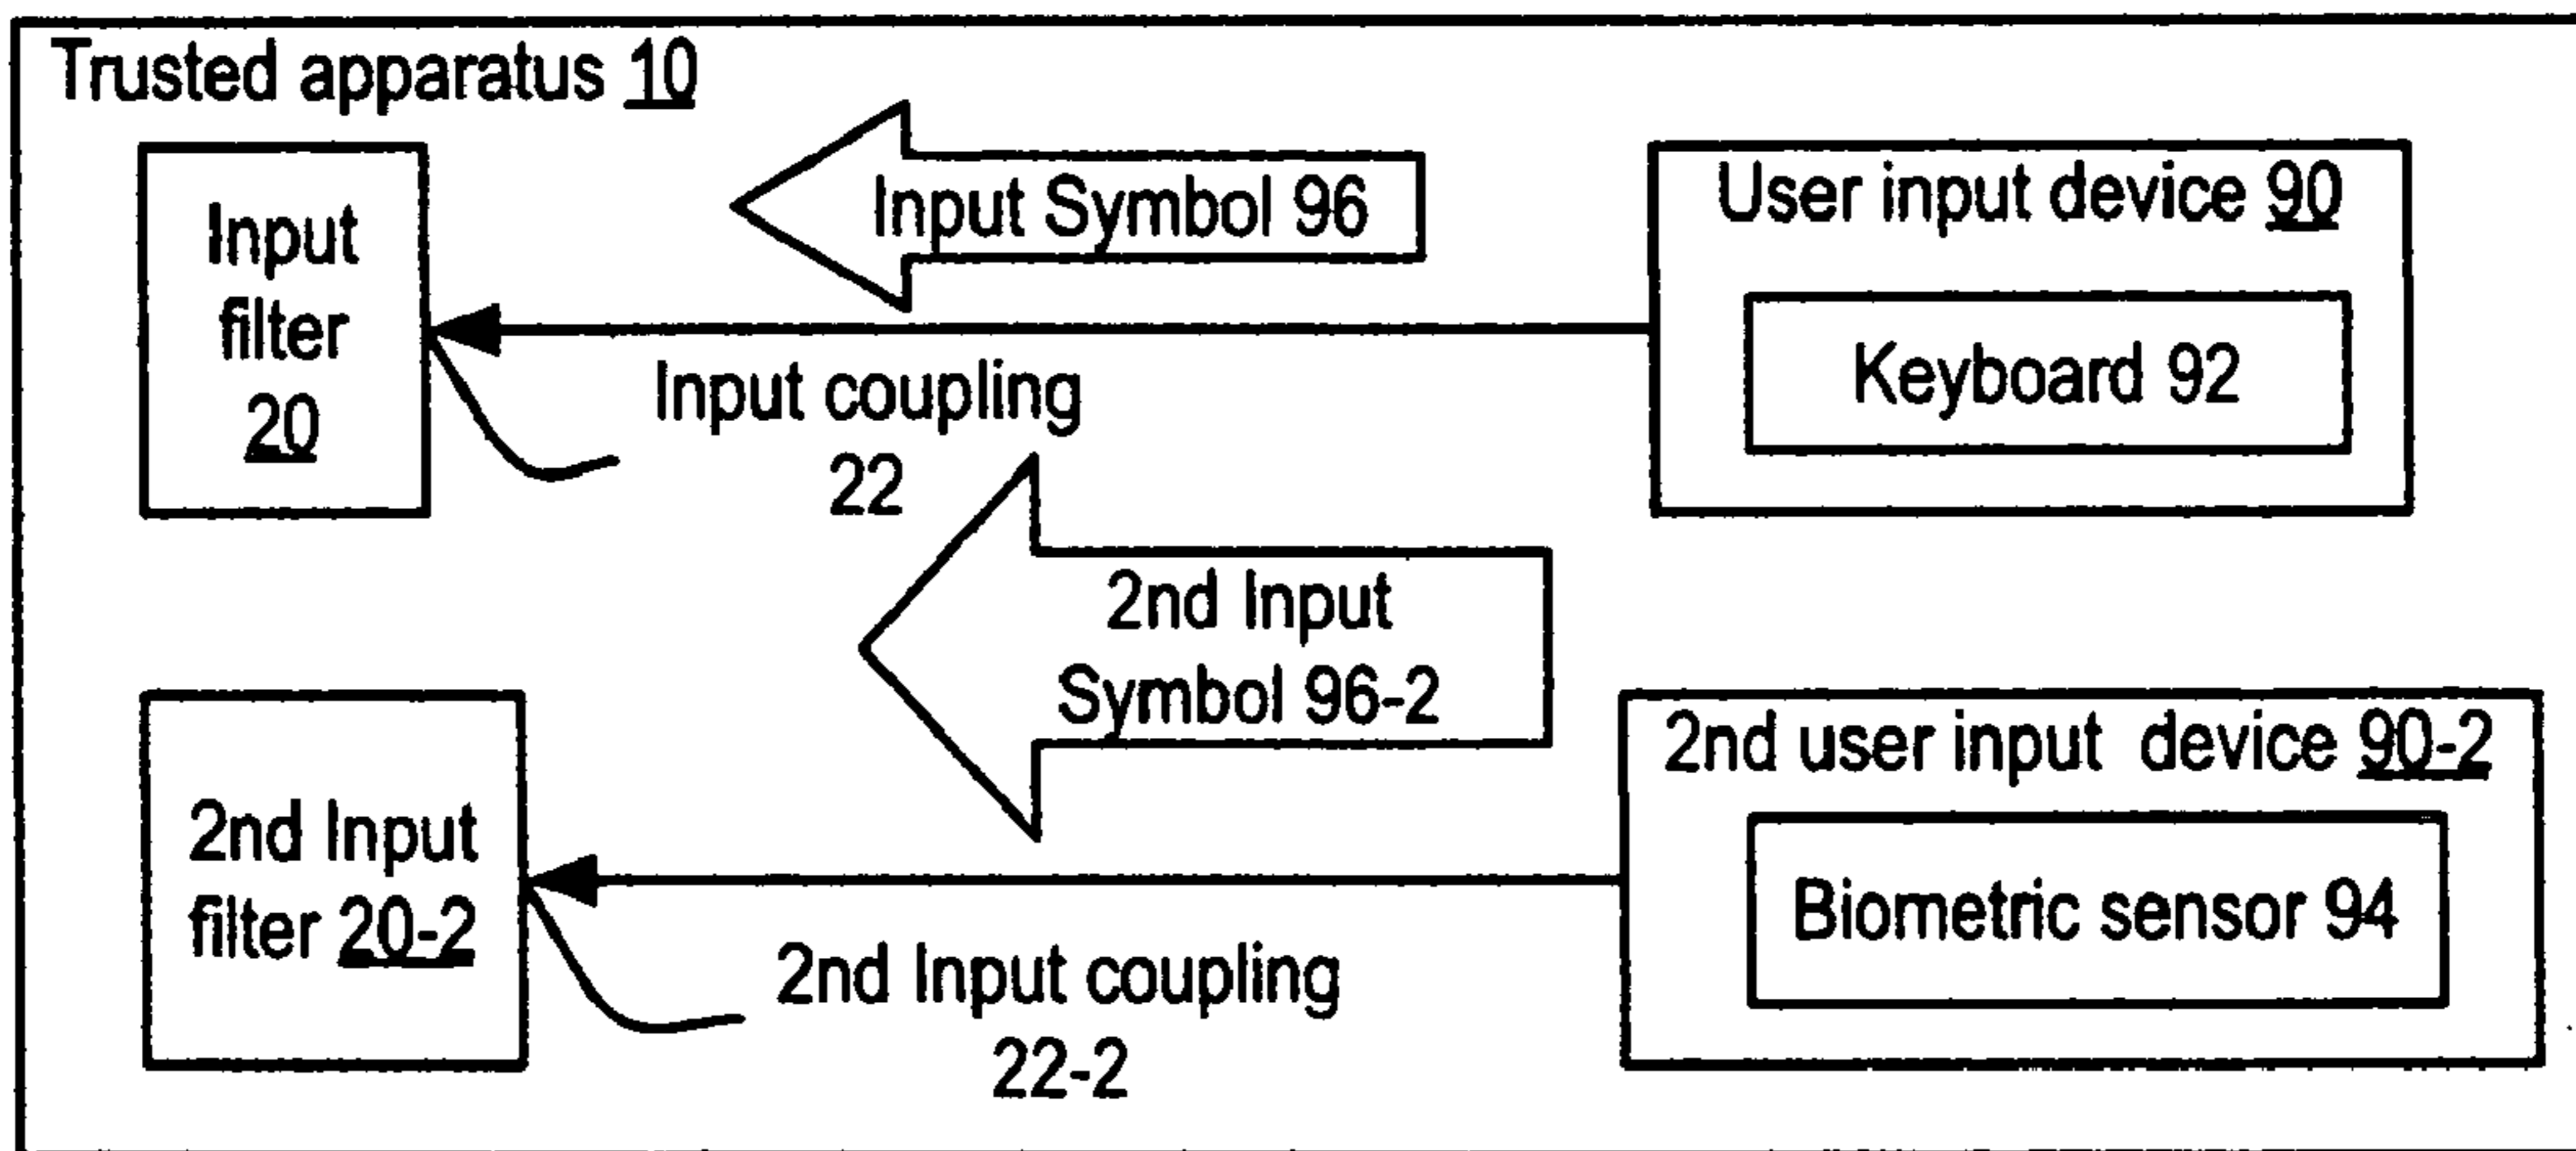 Trusted apparatus 10
Input
filter
20
Input Symbol 96
User input device 90
Keyboard 92
Input coupling
22
2nd Input
Symbol 96-2
2nd Input
filter 20-2
2nd user input device 90-2
Biometric sensor 94
2nd Input coupling
22-2